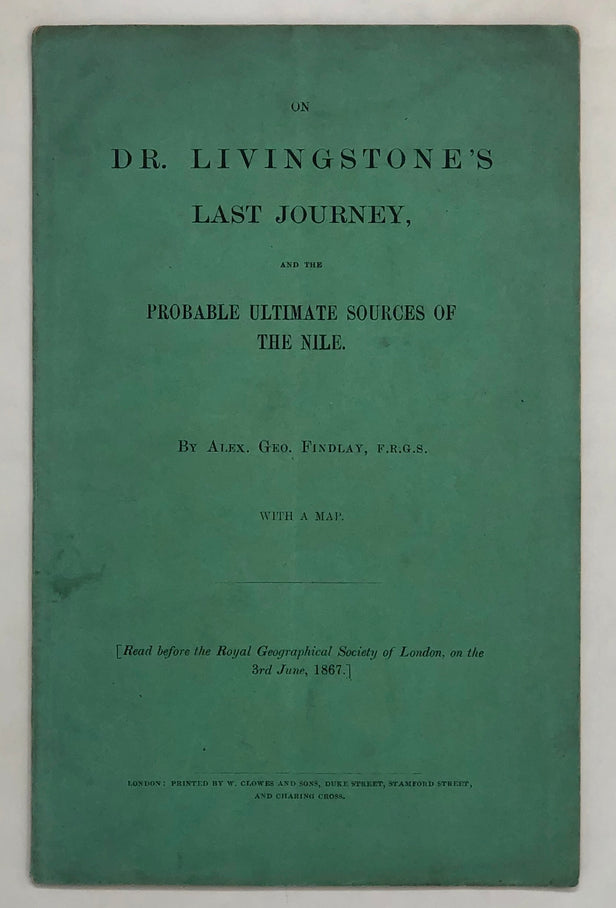 ON
DR. LIVINGSTONE'S
LAST JOURNEY,
AND THE
PROBABLE ULTIMATE SOURCES OF
THE NILE.
BY ALEX. GEO. FINDLAY, F.R.G.S.
WITH A MAP.
[Read before the Royal Geographical Society of London, on the
3rd June, 1867.]
LONDON: PRINTED BY W. CLOWES AND SONS, DUKE STREET, STAMFORD STREET,
AND CHARING CROSS.